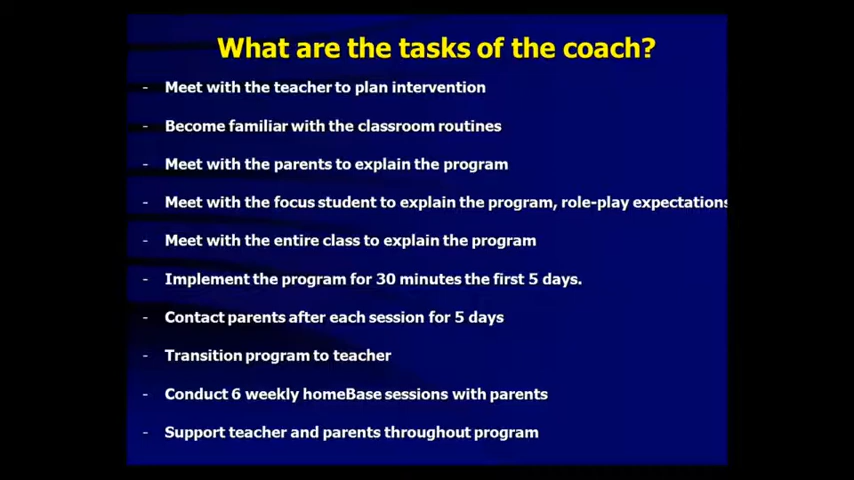 What are the tasks of the coach?
- Meet with the teacher to plan intervention
- Become familiar with the classroom routines
- Meet with the parents to explain the program
- Meet with the focus student to explain the program, role-play expectations
- Meet with the entire class to explain the program
- Implement the program for 30 minutes the first 5 days.
- Contact parents after each session for 5 days
- Transition program to teacher
- Conduct 6 weekly homeBase sessions with parents
- Support teacher and parents throughout program